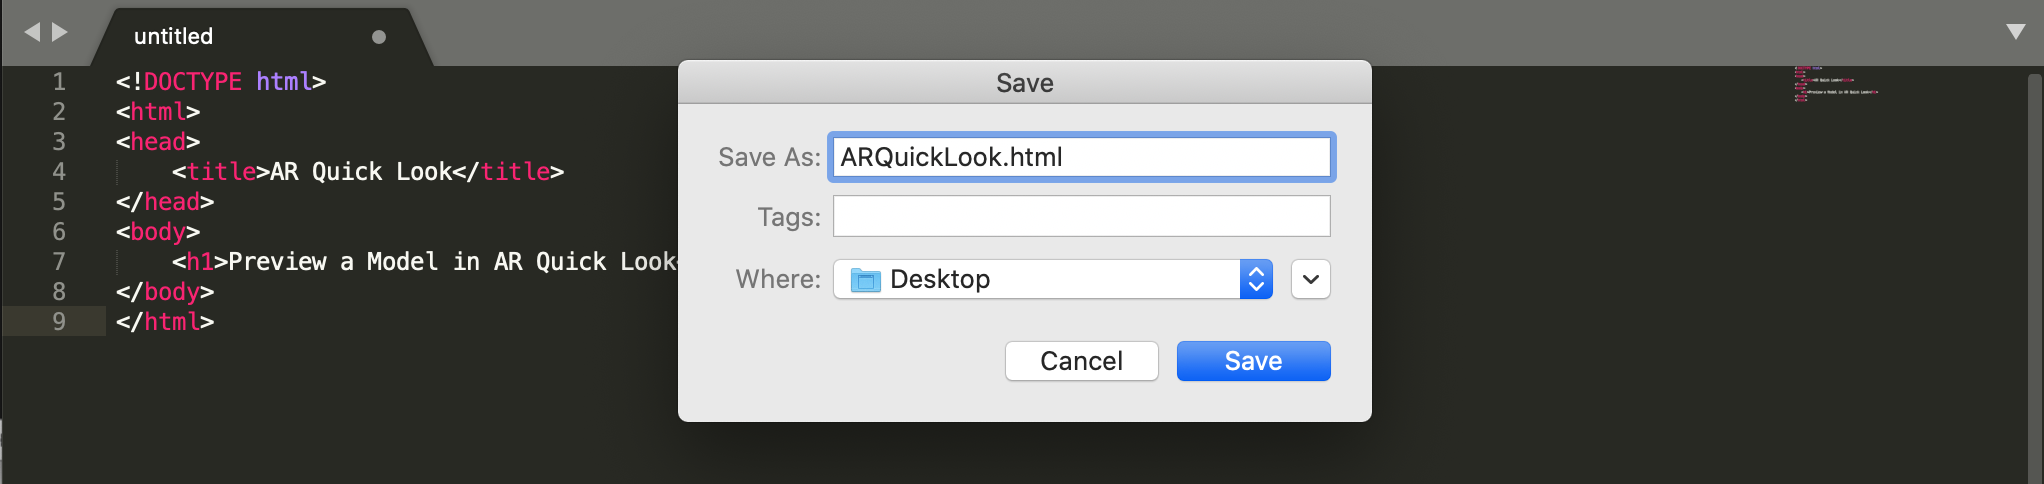 untitled
1 <!DOCTYPE html>
2 <html>
3 <head>
4 <title>AR Quick Look</title>
5 </head>
6 <body>
7 <h1>Preview a Model in AR Quick Look
8 </body>
9 </html>
Save
Save As: ARQuickLook.html
Tags:
Where: Desktop
Cancel Save